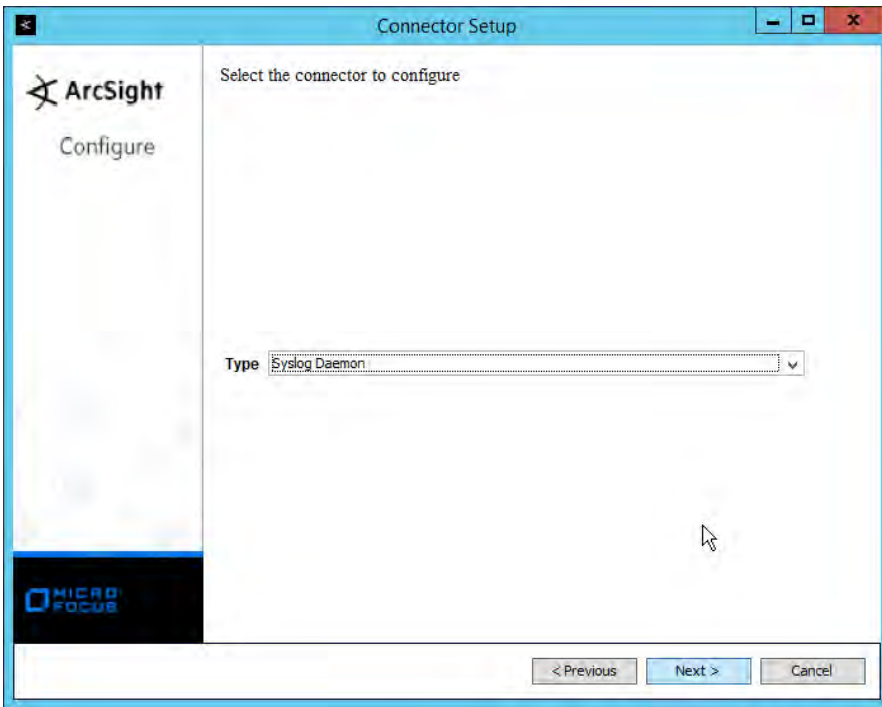 Connector Setup
ArcSight
Configure
Select the connector to configure
Type Syslog Daemon
MICRO
FOCUS
< Previous Next > Cancel